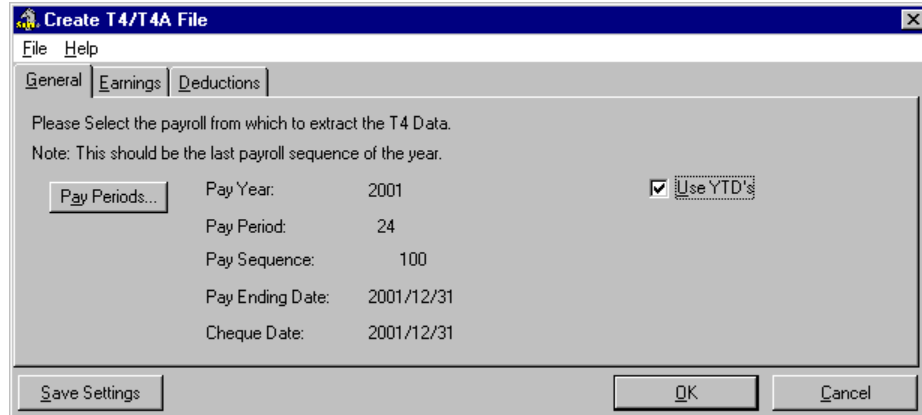 Create T4/T4A File
File Help
General Earnings Deductions
Please Select the payroll from which to extract the T4 Data.
Note: This should be the last payroll sequence of the year.
Pay Periods... Pay Year: 2001 Use YTD's
Pay Period: 24
Pay Sequence: 100
Pay Ending Date: 2001/12/31
Cheque Date: 2001/12/31
Save Settings OK Cancel